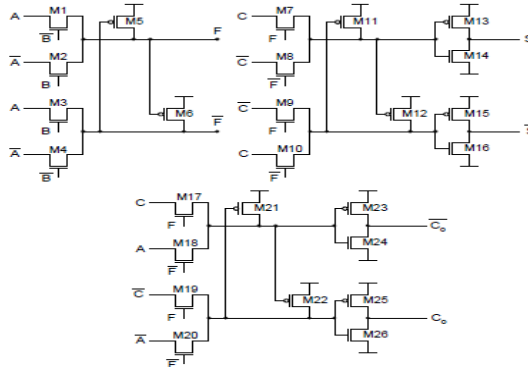 A M1 M5 F C M7 M11 M13 S
B̅ F M14
A̅ M2 C̅ M8
B F̅
A M3 M6 C̅ M9 M12 M15
B F̅ F M16
A̅ M4 C M10
B̅ F̅
C M17 M21 M23 C̅ₒ
F M24
A M18
F̅
C̅ M19 M22 M25 Cₒ
F M26
A̅ M20
F̅